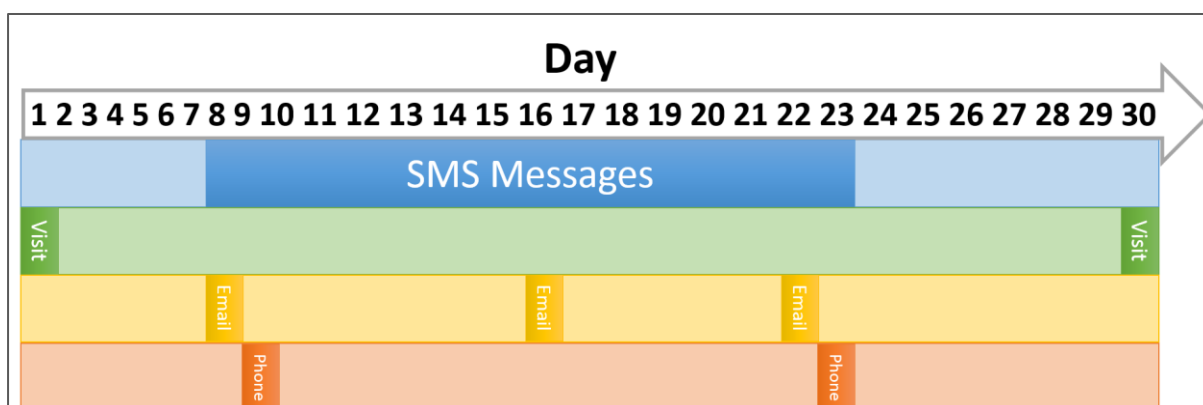 Day
1 2 3 4 5 6 7 8 9 10 11 12 13 14 15 16 17 18 19 20 21 22 23 24 25 26 27 28 29 30
SMS Messages
Visit Visit
Email Email Email
Phone Phone